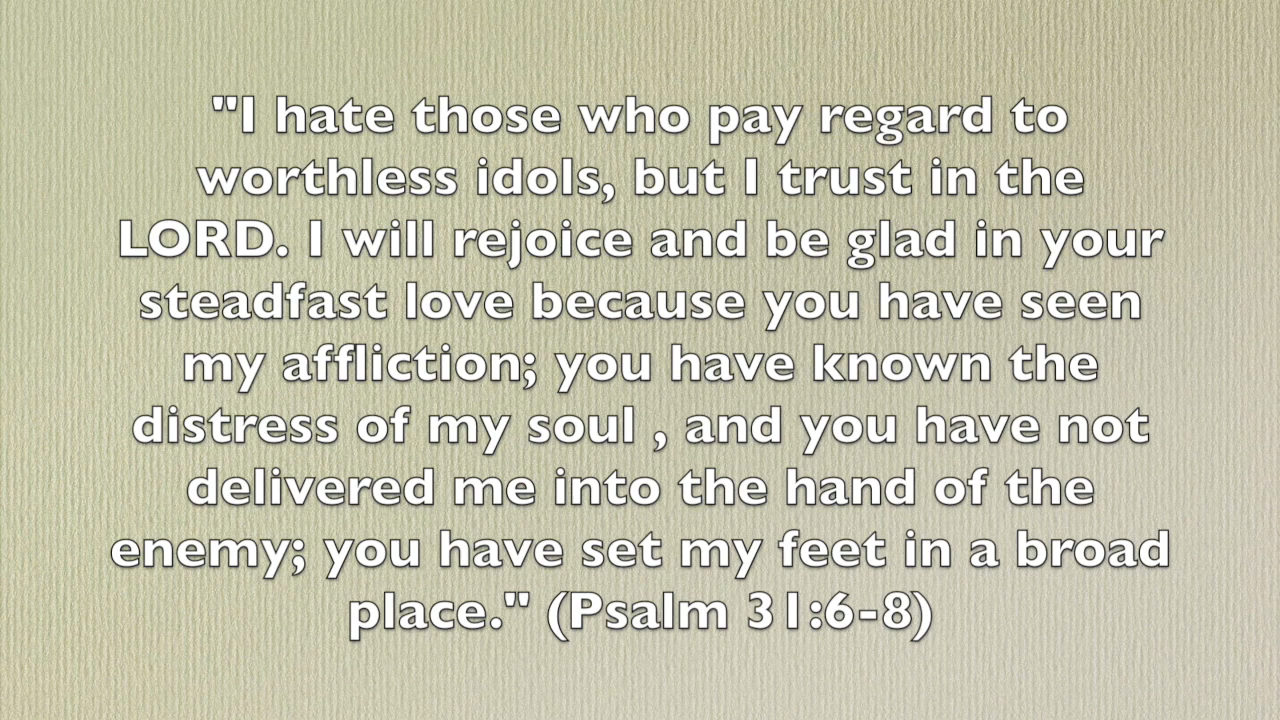 "I hate those who pay regard to
worthless idols, but I trust in the
LORD. I will rejoice and be glad in your
steadfast love because you have seen
my affliction; you have known the
distress of my soul , and you have not
delivered me into the hand of the
enemy; you have set my feet in a broad
place." (Psalm 31:6-8)